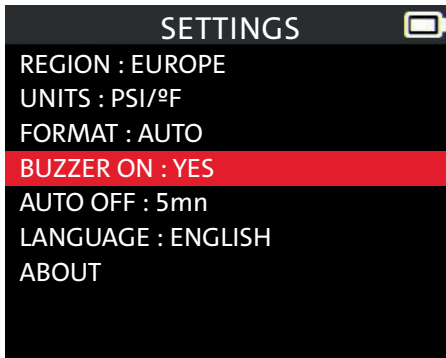 SETTINGS
REGION : EUROPE
UNITS : PSI/ºF
FORMAT : AUTO
BUZZER ON : YES
AUTO OFF : 5mn
LANGUAGE : ENGLISH
ABOUT